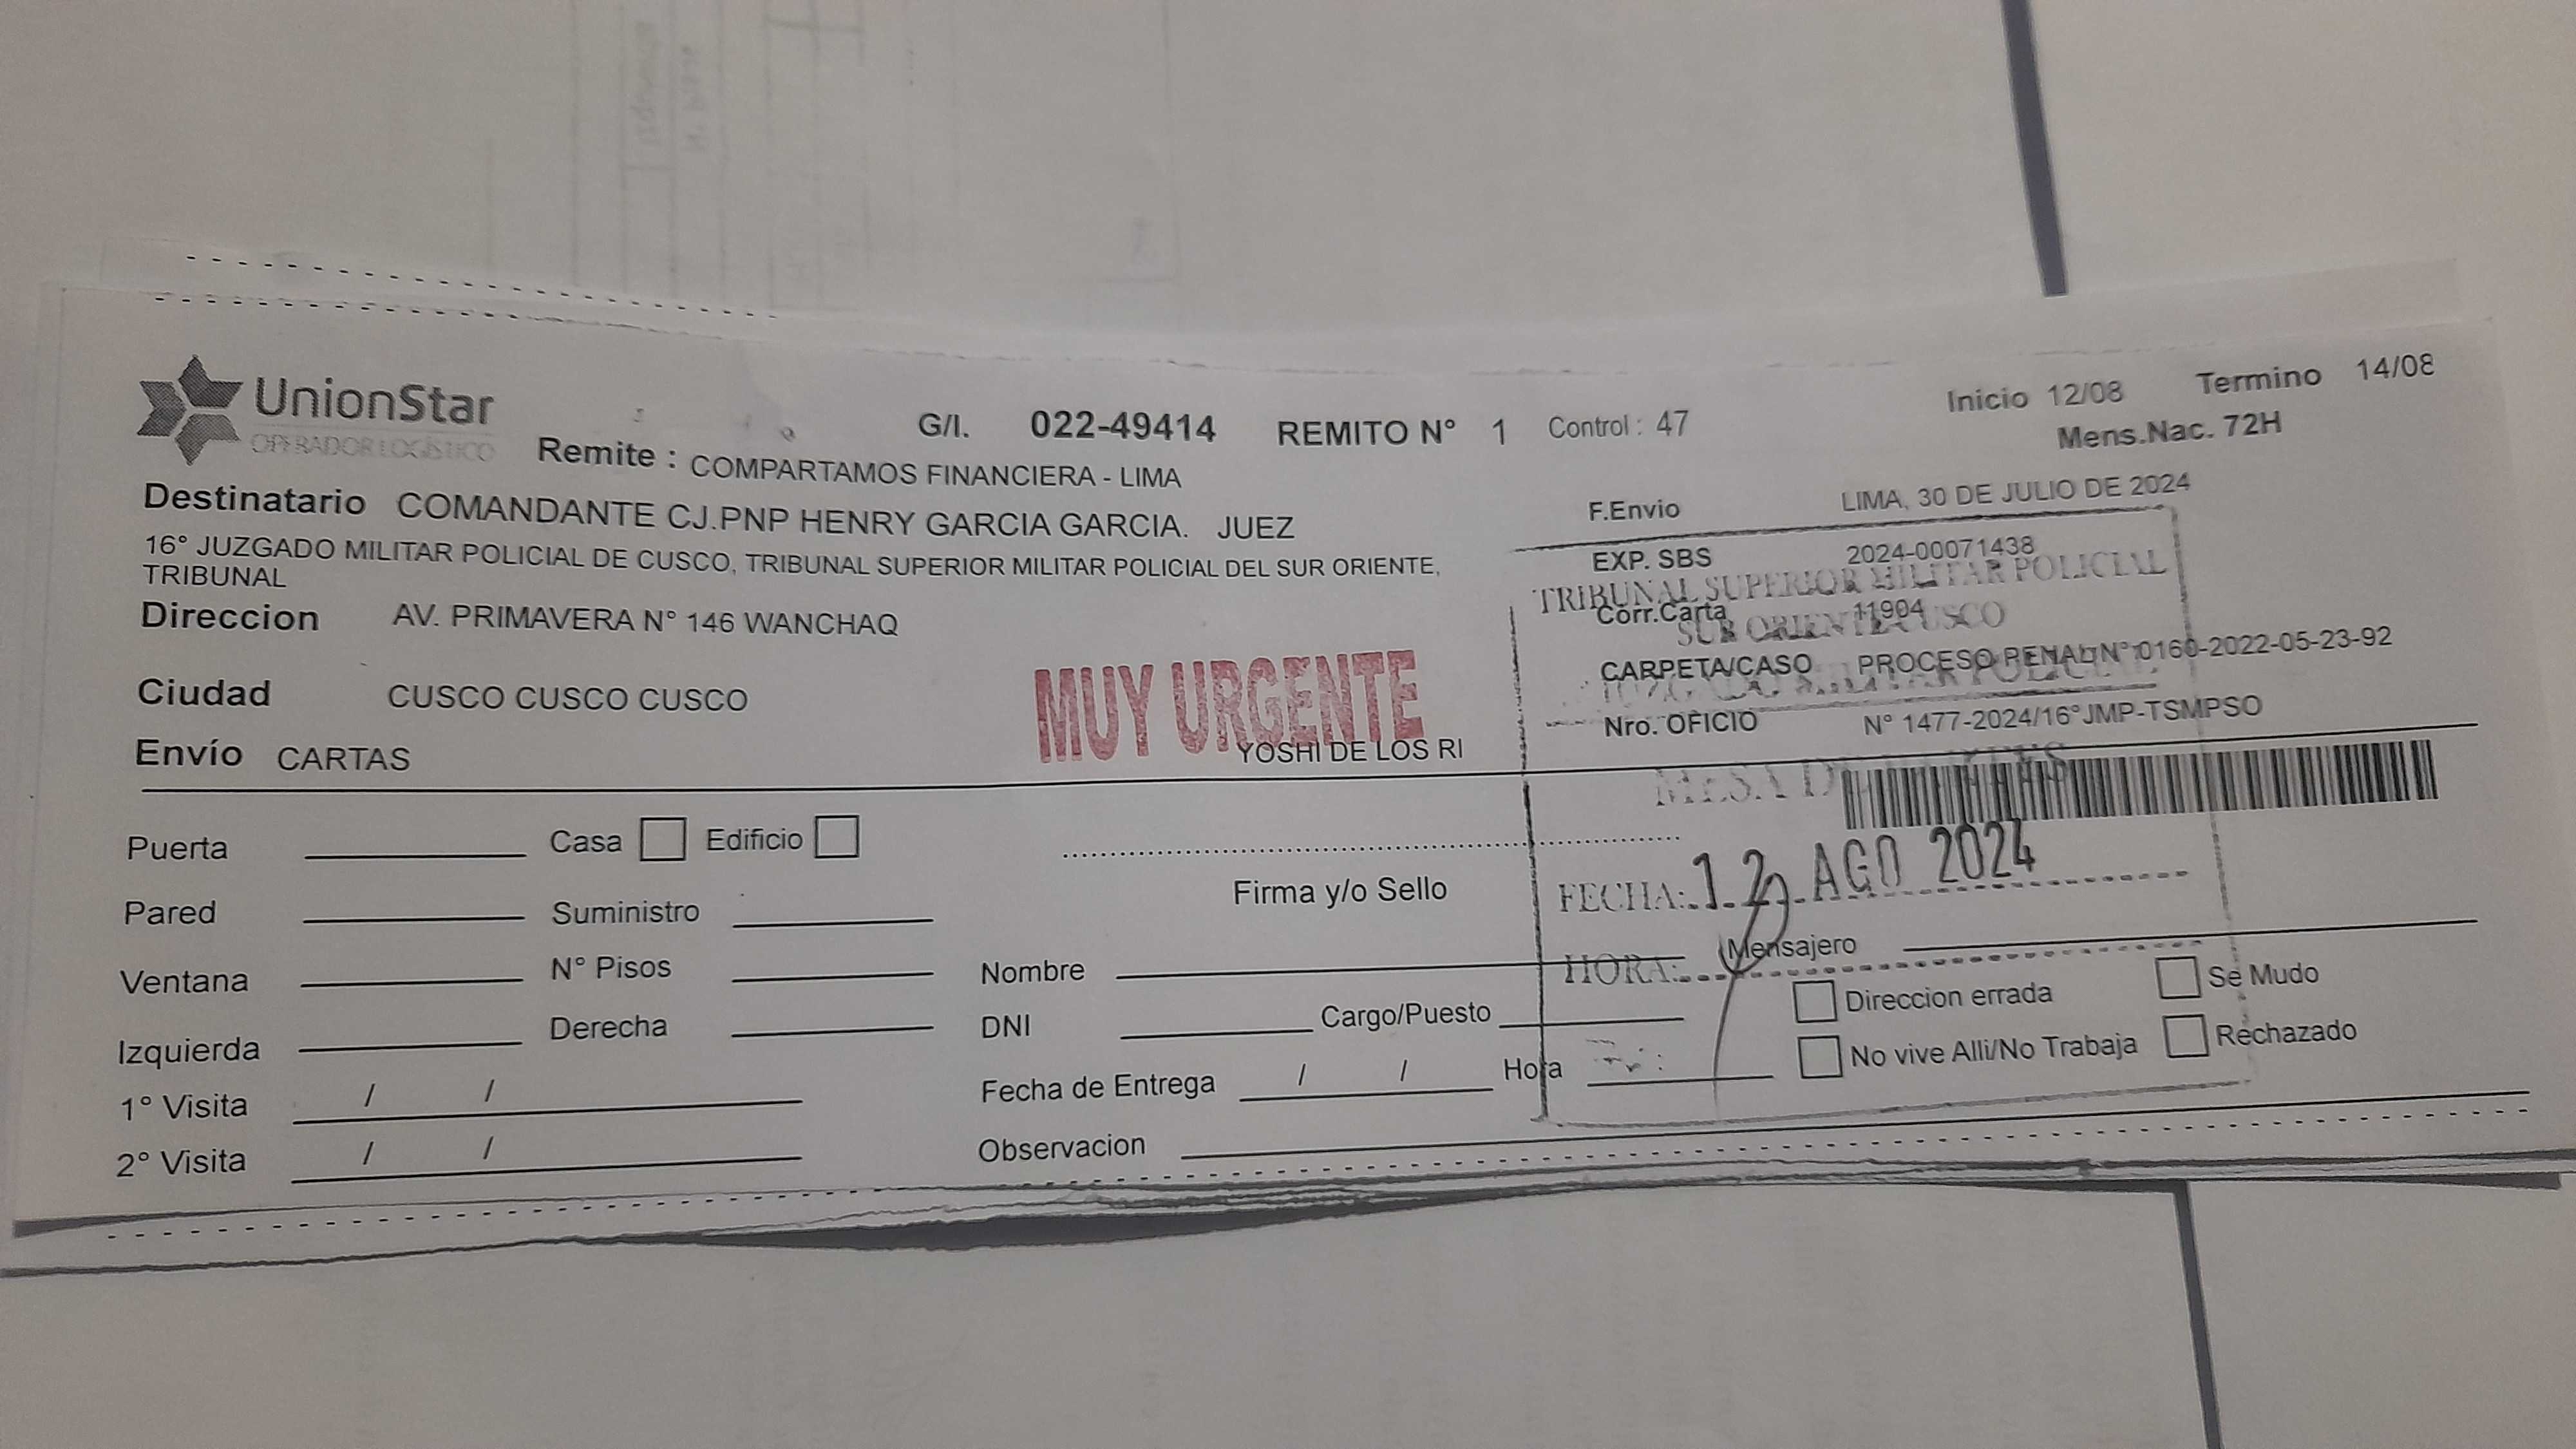 UnionStar
OPERADOR LOGÍSTICO
Remite : COMPARTAMOS FINANCIERA - LIMA
G/I. 022-49414 REMITO N° 1 Control : 47
Inicio 12/08 Termino 14/08
Mens.Nac. 72H
Destinatario COMANDANTE CJ.PNP HENRY GARCIA GARCIA. JUEZ
16° JUZGADO MILITAR POLICIAL DE CUSCO, TRIBUNAL SUPERIOR MILITAR POLICIAL DEL SUR ORIENTE,
TRIBUNAL
Direccion AV. PRIMAVERA N° 146 WANCHAQ
Ciudad CUSCO CUSCO CUSCO
Envío CARTAS
MUY URGENTE
YOSHI DE LOS RI
F.Envio LIMA, 30 DE JULIO DE 2024
EXP. SBS 2024-00071438
TRIBUNAL SUPERIOR MILITAR POLICIAL
Corr.Carta 11904
SUR ORIENTE CUSCO
CARPETA/CASO PROCESO PENAL N° 0160-2022-05-23-92
Nro. OFICIO N° 1477-2024/16°JMP-TSMPSO
MESA DE PARTES
FECHA: 12 AGO 2024
HORA:
Puerta Casa Edificio
Pared Suministro
Ventana N° Pisos
Izquierda Derecha
1° Visita / /
2° Visita / /
Firma y/o Sello
Nombre
DNI Cargo/Puesto
Fecha de Entrega / / Hora
Observacion
Mensajero
Direccion errada Se Mudo
No vive Alli/No Trabaja Rechazado